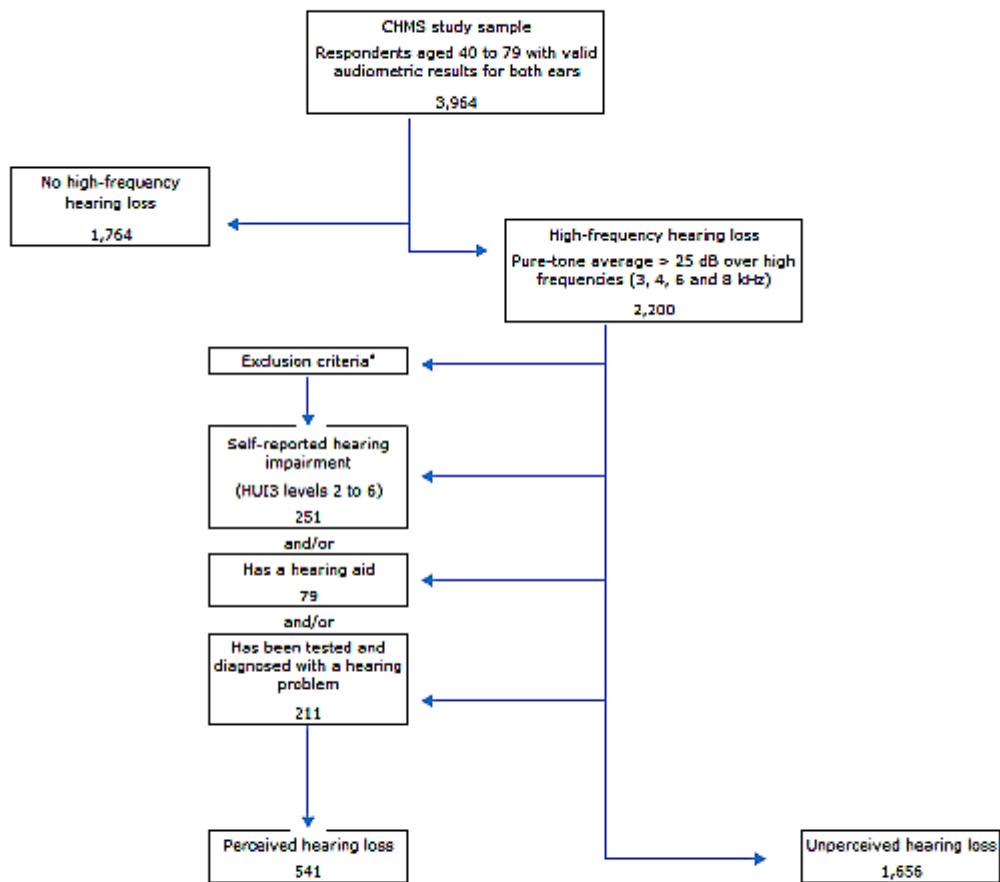 CHMS study sample
Respondents aged 40 to 79 with valid
audiometric results for both ears
3,964
No high-frequency
hearing loss
1,764
High-frequency hearing loss
Pure-tone average > 25 dB over high
frequencies (3, 4, 6 and 8 kHz)
2,200
Exclusion criteria*
Self-reported hearing
impairment
(HUI3 levels 2 to 6)
251
and/or
Has a hearing aid
79
and/or
Has been tested and
diagnosed with a hearing
problem
211
Perceived hearing loss
541
Unperceived hearing loss
1,656